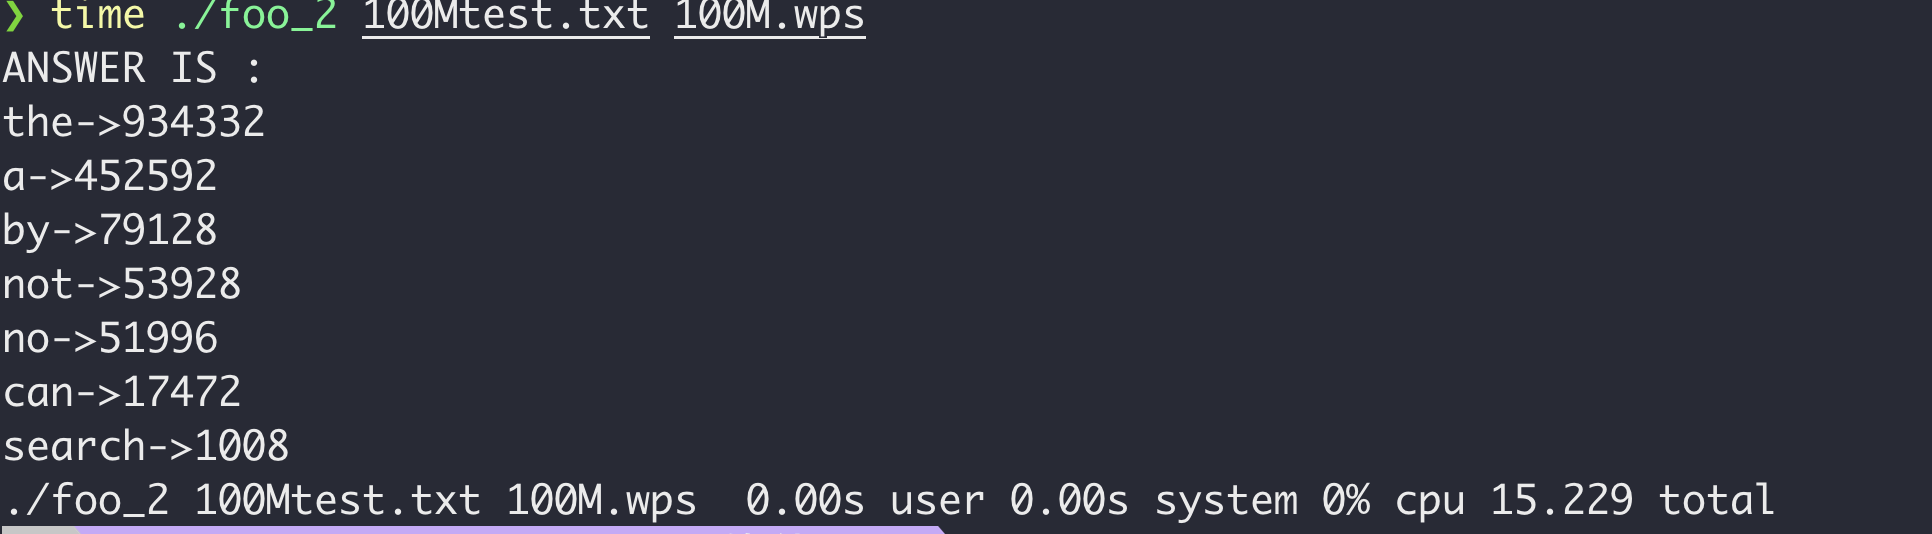 ❯ time ./foo_2 100Mtest.txt 100M.wps
ANSWER IS :
the->934332
a->452592
by->79128
not->53928
no->51996
can->17472
search->1008
./foo_2 100Mtest.txt 100M.wps  0.00s user 0.00s system 0% cpu 15.229 total